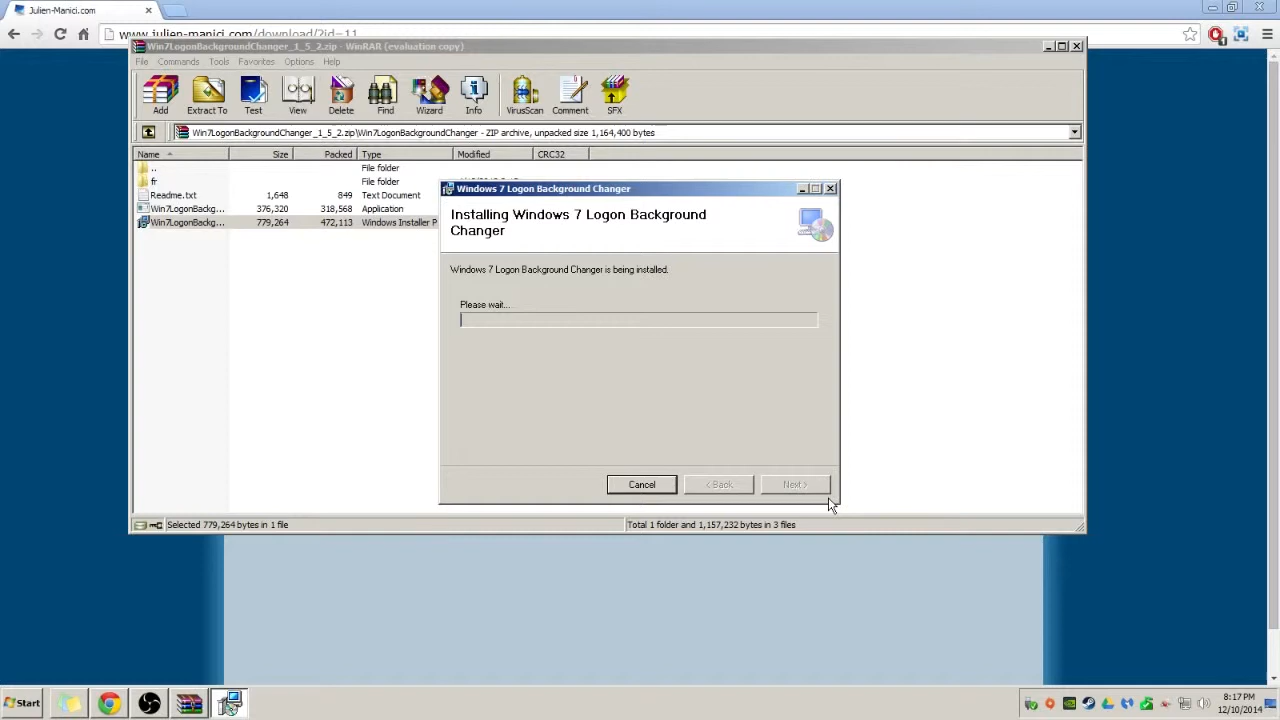 Julien-Manici.com
www.julien-manici.com/download/?id=11
Win7LogonBackgroundChanger_1_5_2.zip - WinRAR (evaluation copy)
File Commands Tools Favorites Options Help
Add Extract To Test View Delete Find Wizard Info VirusScan Comment SFX
Win7LogonBackgroundChanger_1_5_2.zip\Win7LogonBackgroundChanger - ZIP archive, unpacked size 1,164,400 bytes
Name Size Packed Type Modified CRC32
.. File folder
fr File folder
Readme.txt 1,648 849 Text Document
Win7LogonBackg... 376,320 318,568 Application
Win7LogonBackg... 779,264 472,113 Windows Installer P
Windows 7 Logon Background Changer
Installing Windows 7 Logon Background
Changer
Windows 7 Logon Background Changer is being installed.
Please wait...
Cancel < Back Next >
Selected 779,264 bytes in 1 file
Total 1 folder and 1,157,232 bytes in 3 files
Start
8:17 PM
12/10/2014